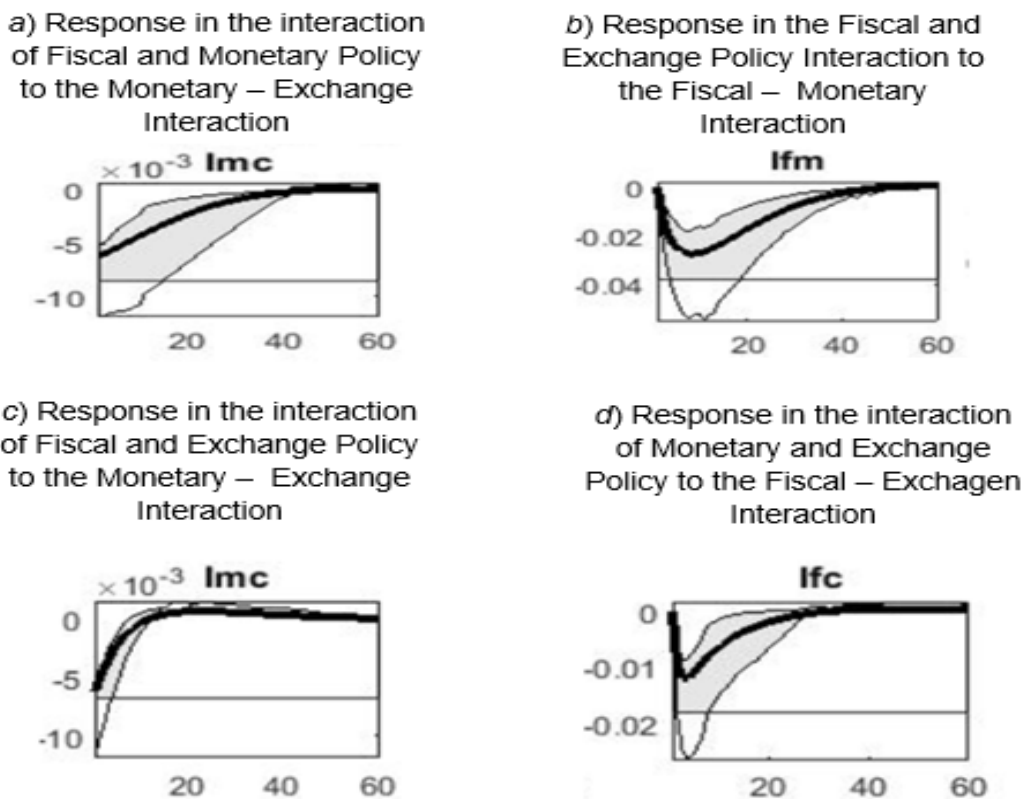 a) Response in the interaction
of Fiscal and Monetary Policy
to the Monetary – Exchange
Interaction
× 10-3 Imc
0
-5
-10
20 40 60
b) Response in the Fiscal and
Exchange Policy Interaction to
the Fiscal – Monetary
Interaction
Ifm
0
-0.02
-0.04
20 40 60
c) Response in the interaction
of Fiscal and Exchange Policy
to the Monetary – Exchange
Interaction
× 10-3 Imc
0
-5
-10
20 40 60
d) Response in the interaction
of Monetary and Exchange
Policy to the Fiscal – Exchagen
Interaction
Ifc
0
-0.01
-0.02
20 40 60